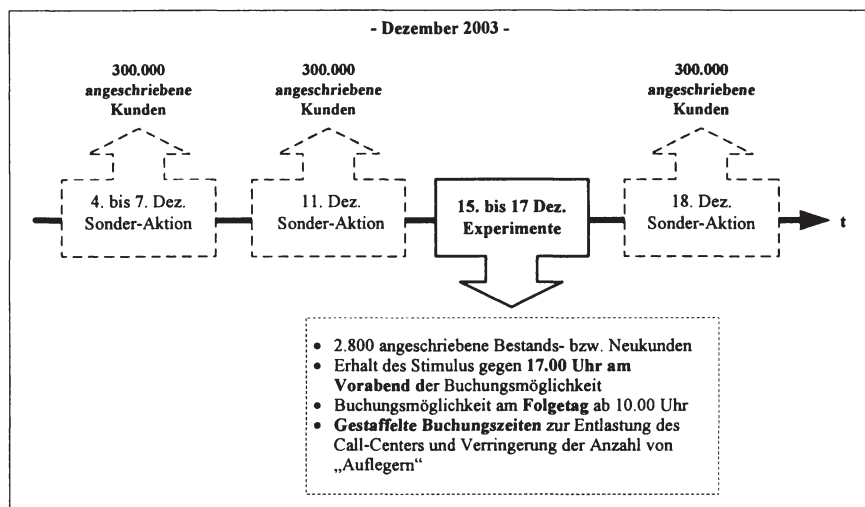 - Dezember 2003 -
300.000
angeschriebene
Kunden
300.000
angeschriebene
Kunden
300.000
angeschriebene
Kunden
4. bis 7. Dez.
Sonder-Aktion
11. Dez.
Sonder-Aktion
15. bis 17 Dez.
Experimente
18. Dez.
Sonder-Aktion
t
• 2.800 angeschriebene Bestands- bzw. Neukunden
• Erhalt des Stimulus gegen 17.00 Uhr am
Vorabend der Buchungsmöglichkeit
• Buchungsmöglichkeit am Folgetag ab 10.00 Uhr
• Gestaffelte Buchungszeiten zur Entlastung des
Call-Centers und Verringerung der Anzahl von
„Auflegern“